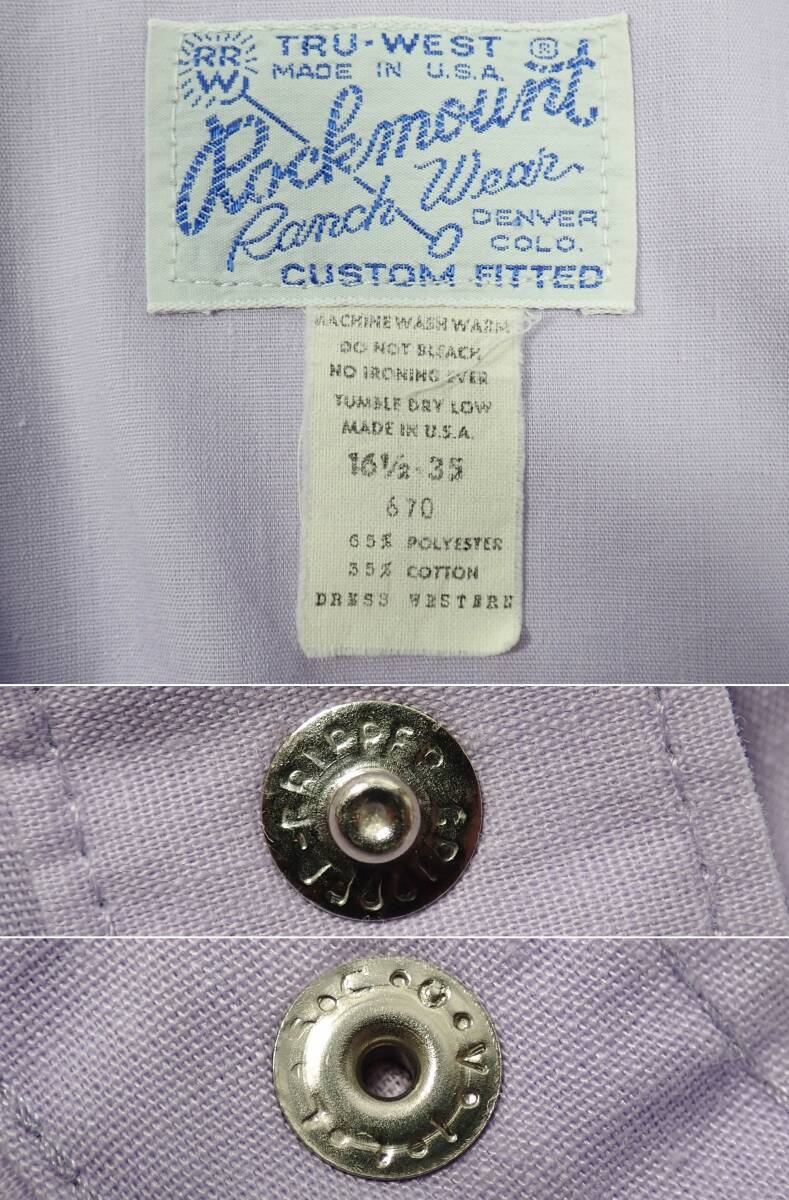 RR
W
TRU-WEST ®
MADE IN U.S.A.
Rockmount
Ranch Wear
DENVER
COLO.
CUSTOM FITTED
MACHINE WASH WARM
DO NOT BLEACH
NO IRONING EVER
TUMBLE DRY LOW
MADE IN U.S.A.
16½-35
670
65% POLYESTER
35% COTTON
DRESS WESTERN
GRIPPER